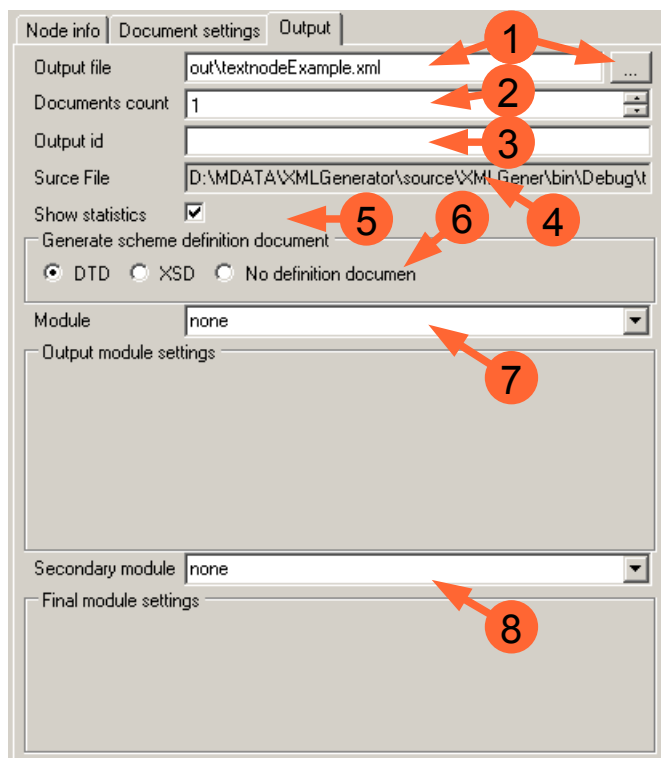 Node info Document settings Output
1
Output file out\textnodeExample.xml ...
Documents count 1 2
Output id 3
Surce File D:\MDATA\XMLGenerator\source\XMLGener\bin\Debug\t
Show statistics 5 6 4
Generate scheme definition document
DTD XSD No definition documen
Module none
Output module settings
7
Secondary module none
Final module settings
8